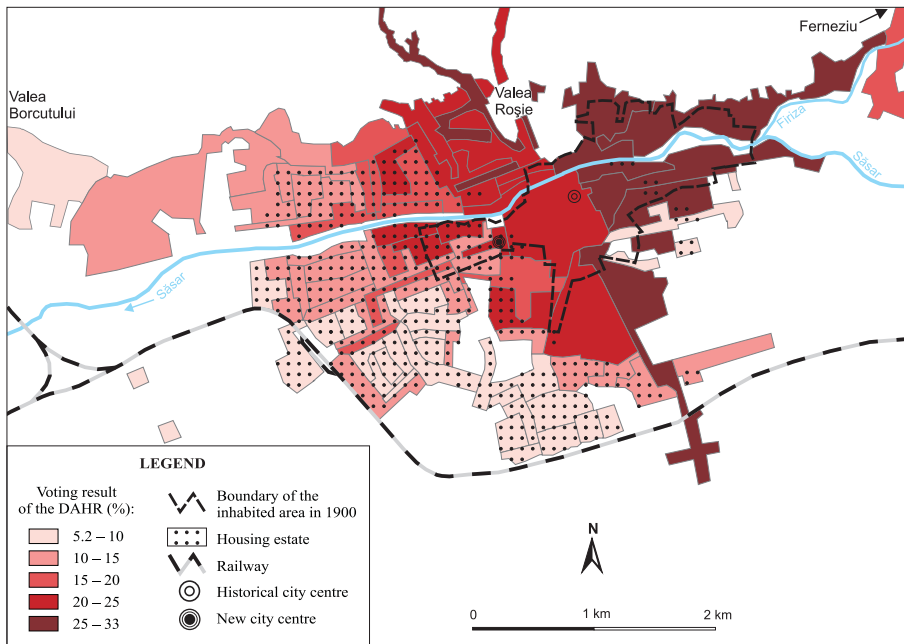 Ferneziu
Valea
Borcutului
Valea
Roşie
Firiza
Săsar
Săsar
LEGEND
Voting result
of the DAHR (%):
5.2 – 10
10 – 15
15 – 20
20 – 25
25 – 33
Boundary of the
inhabited area in 1900
Housing estate
Railway
Historical city centre
New city centre
N
0 1 km 2 km